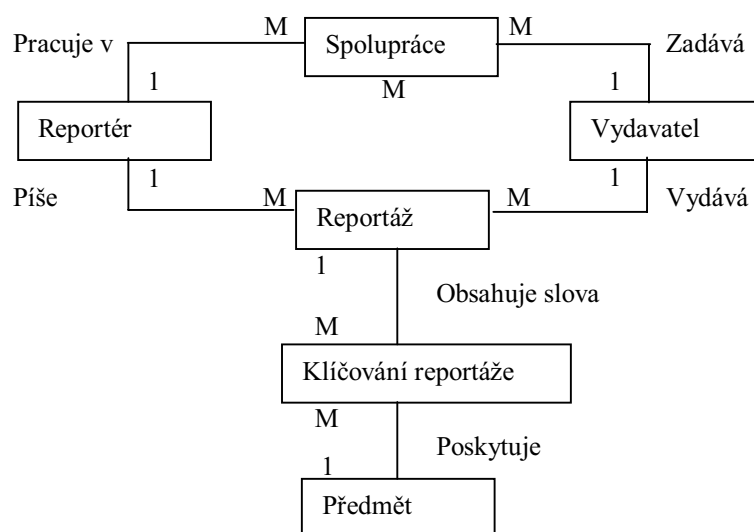 Pracuje v M Spolupráce M Zadává
1 M 1
Reportér Vydavatel
1 1
Píše M Reportáž M Vydává
1
Obsahuje slova
M
Klíčování reportáže
M
Poskytuje
1
Předmět